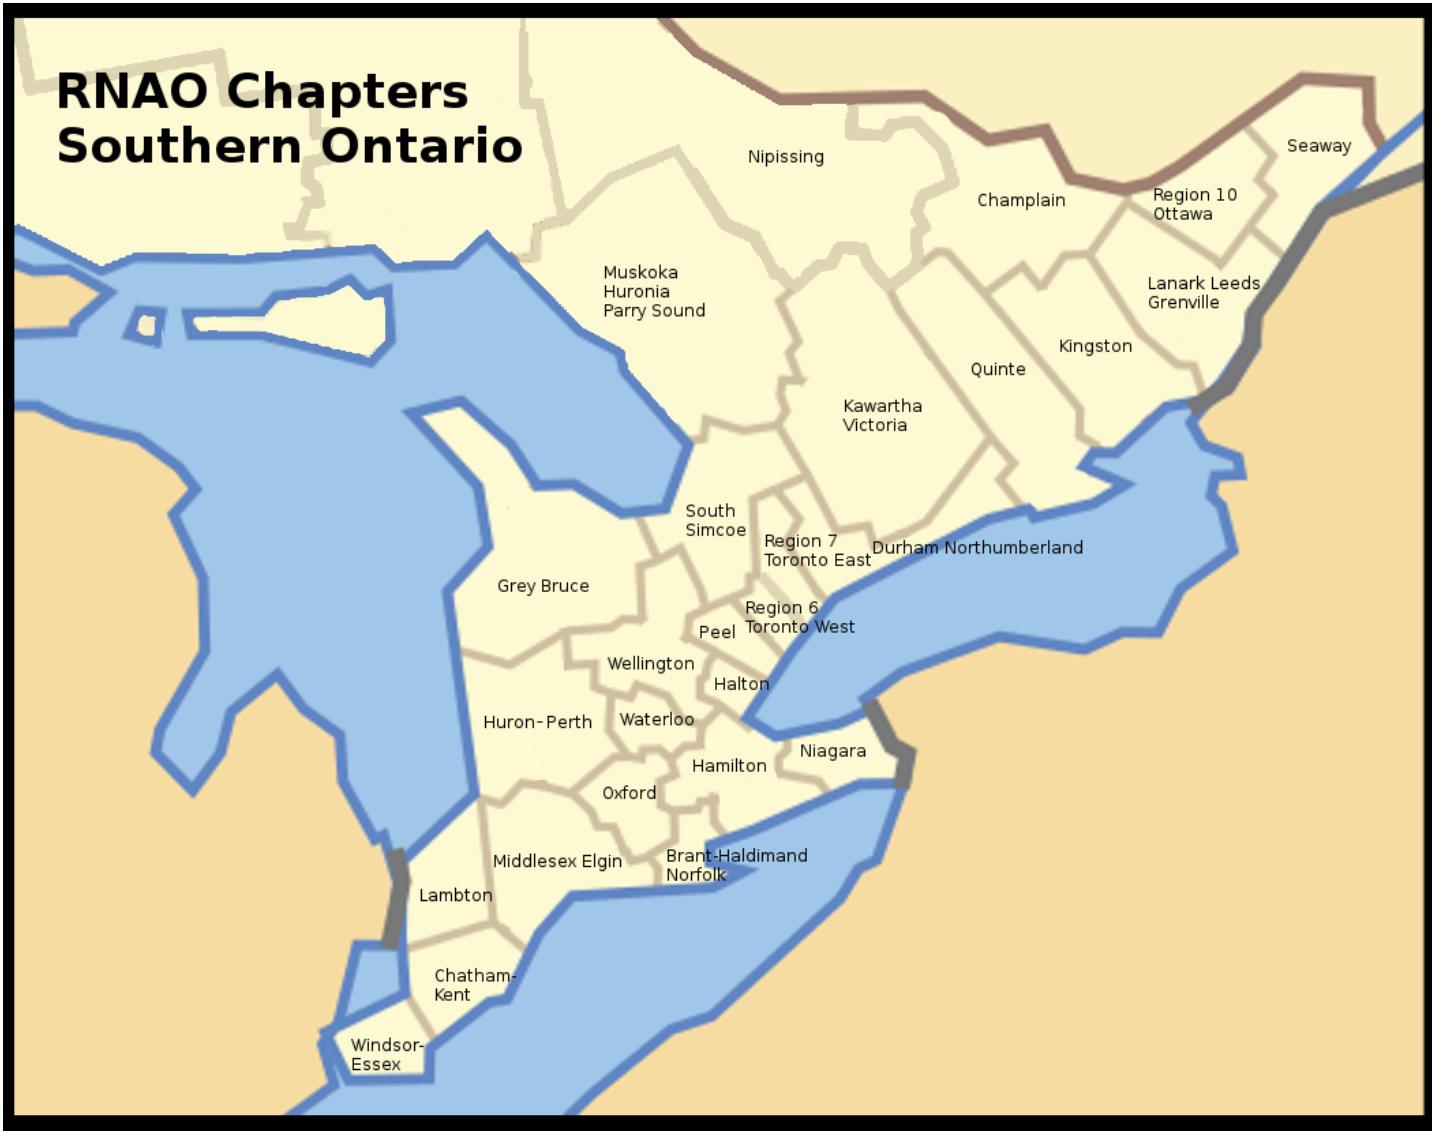 RNAO Chapters
Southern Ontario
Seaway
Nipissing
Champlain
Region 10
Ottawa
Muskoka
Huronia
Parry Sound
Lanark Leeds
Grenville
Kingston
Quinte
Kawartha
Victoria
South
Simcoe
Region 7
Toronto East
Durham Northumberland
Grey Bruce
Region 6
Toronto West
Peel
Wellington
Halton
Huron-Perth
Waterloo
Niagara
Hamilton
Oxford
Brant-Haldimand
Norfolk
Middlesex Elgin
Lambton
Chatham-
Kent
Windsor-
Essex